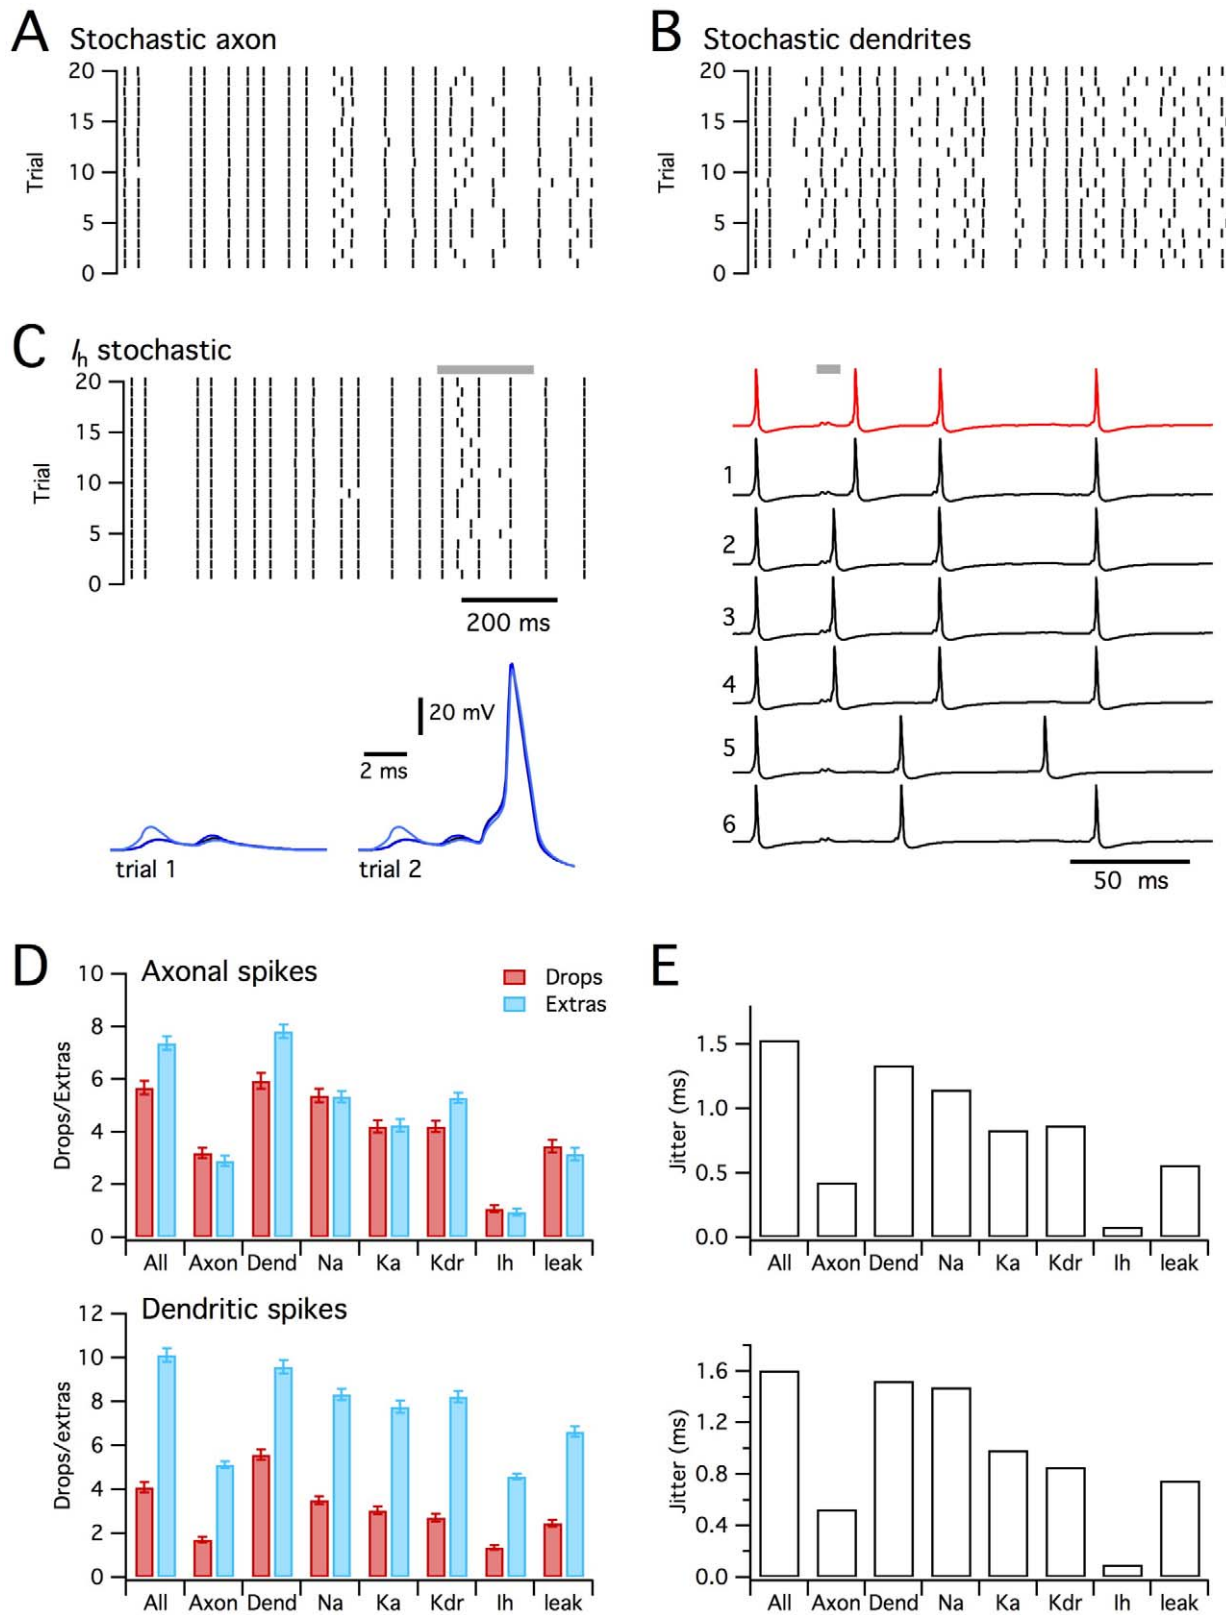 A Stochastic axon
20
15
10
5
0
Trial
B Stochastic dendrites
20
15
10
5
0
Trial
C Ih stochastic
20
15
10
5
0
Trial
200 ms
20 mV
2 ms
trial 1
trial 2
1
2
3
4
5
6
50 ms
D Axonal spikes
Drops
Extras
10
8
6
4
2
0
Drops/Extras
All Axon Dend Na Ka Kdr Ih leak
Dendritic spikes
12
10
8
6
4
2
0
Drops/extras
All Axon Dend Na Ka Kdr Ih leak
E
1.5
1.0
0.5
0.0
Jitter (ms)
All Axon Dend Na Ka Kdr Ih leak
1.6
1.2
0.8
0.4
0.0
Jitter (ms)
All Axon Dend Na Ka Kdr Ih leak